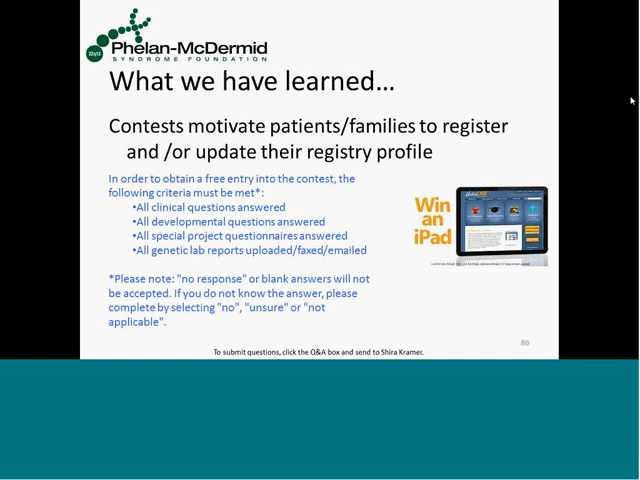 22q13
Phelan-McDermid
SYNDROME FOUNDATION
What we have learned...
Contests motivate patients/families to register
and /or update their registry profile
In order to obtain a free entry into the contest, the
following criteria must be met*:
•All clinical questions answered
•All developmental questions answered
•All special project questionnaires answered
•All genetic lab reports uploaded/faxed/emailed
Win
an
iPad
*Please note: "no response" or blank answers will not
be accepted. If you do not know the answer, please
complete by selecting "no", "unsure" or "not
applicable".
86
To submit questions, click the Q&A box and send to Shira Kramer.